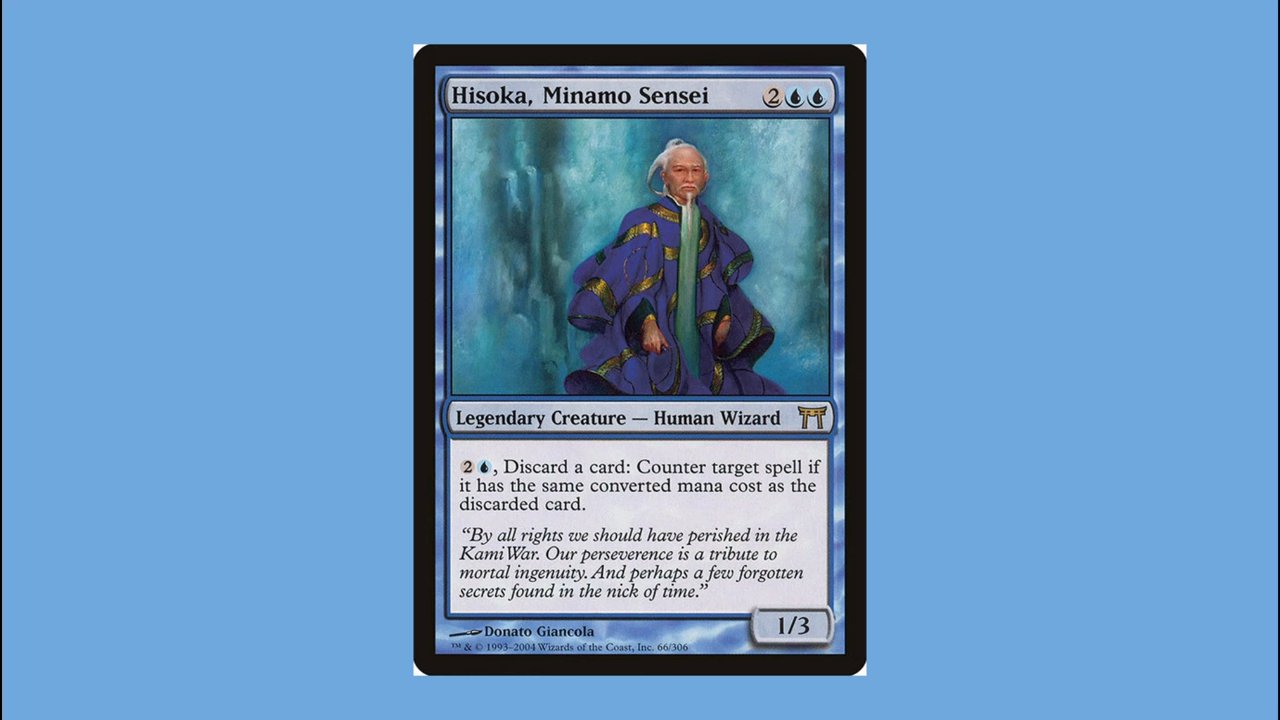 Hisoka, Minamo Sensei 2
Legendary Creature — Human Wizard
2, Discard a card: Counter target spell if
it has the same converted mana cost as the
discarded card.
“By all rights we should have perished in the
Kami War. Our perseverence is a tribute to
mortal ingenuity. And perhaps a few forgotten
secrets found in the nick of time.”
1/3
Donato Giancola
™ & © 1993–2004 Wizards of the Coast, Inc. 66/306